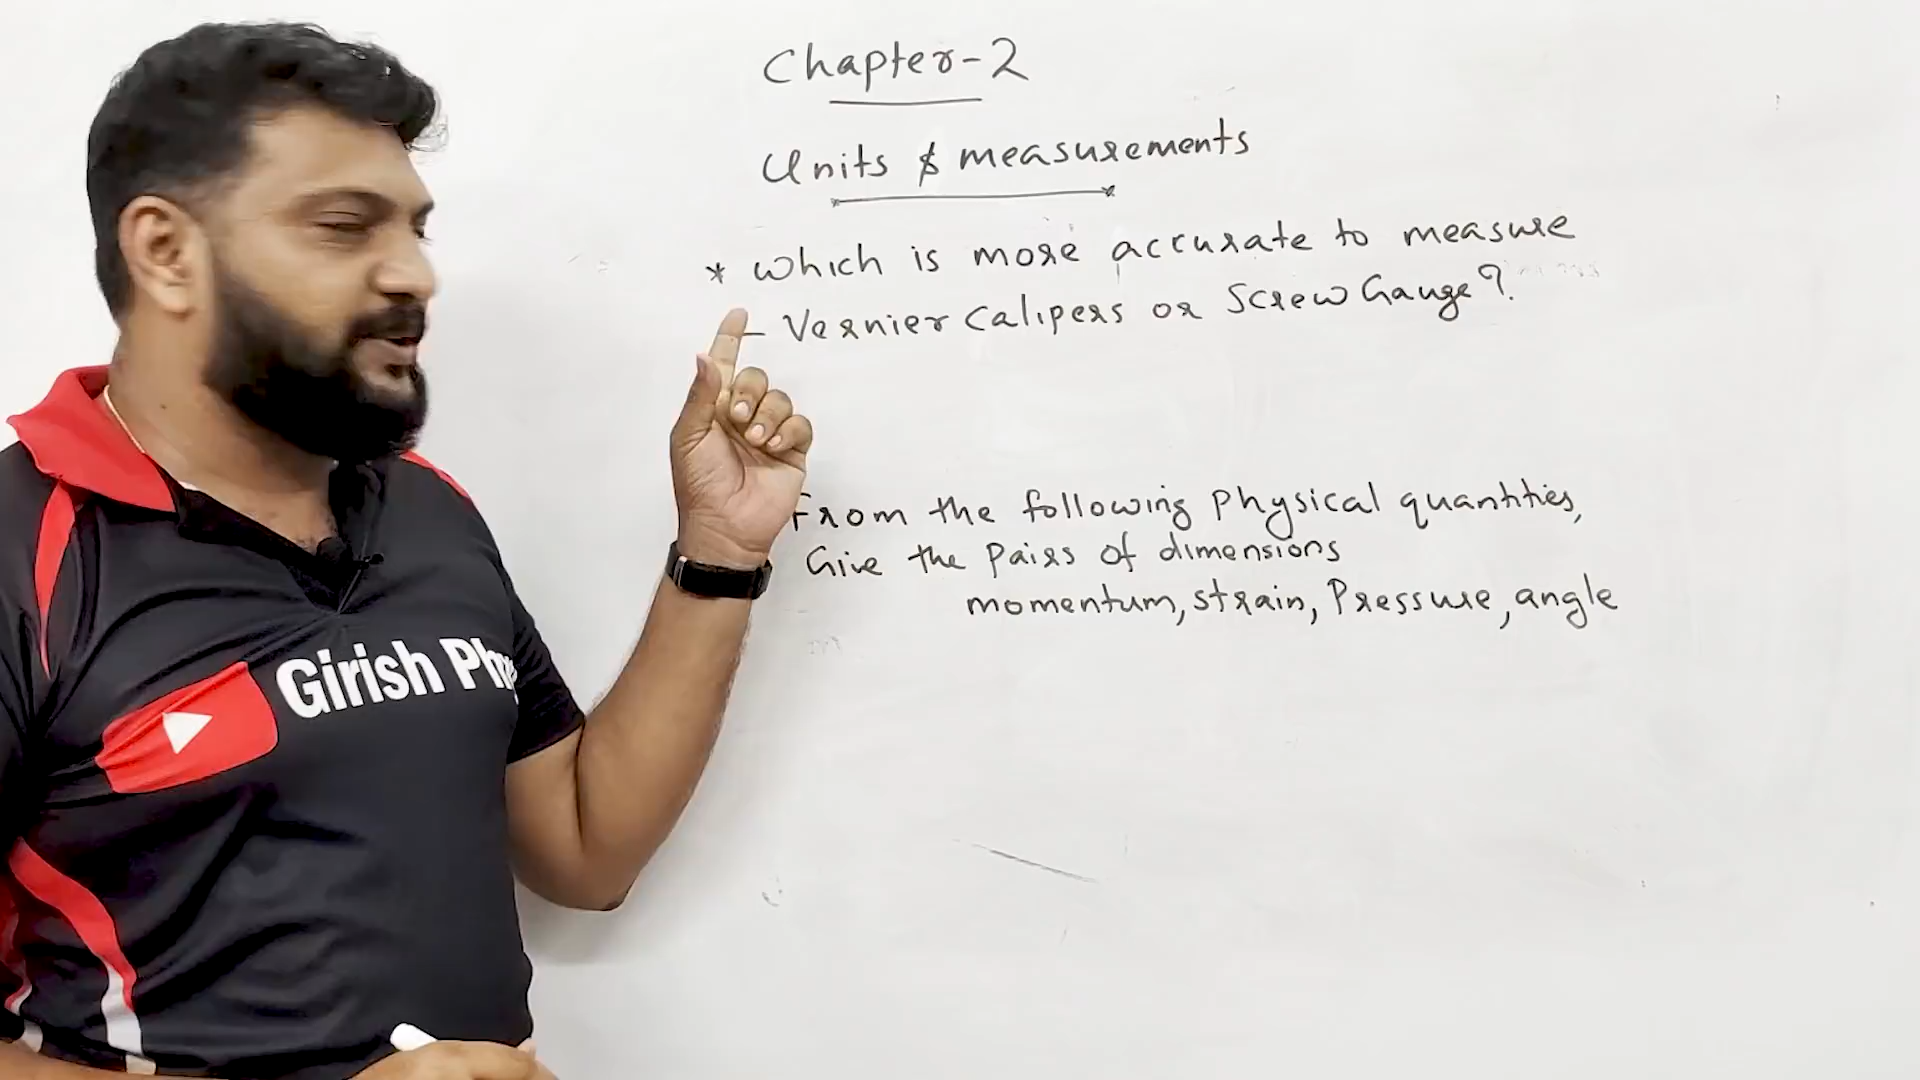 Chapter-2
Units & measurements
* Which is more accurate to measure
- Vernier Calipers or Screw Gauge?
From the following Physical quantities,
Give the pairs of dimensions
momentum, strain, Pressure, angle
Girish